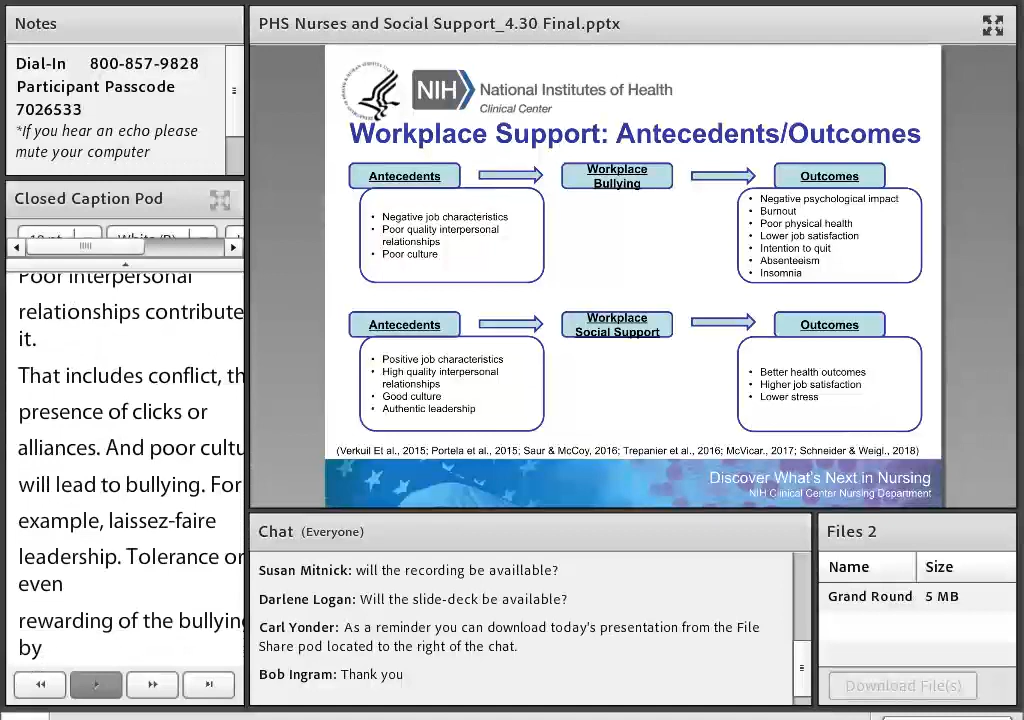 Notes
Dial-In 800-857-9828
Participant Passcode
7026533
*If you hear an echo please
mute your computer
Closed Caption Pod
Poor interpersonal
relationships contribute
it.
That includes conflict, th
presence of clicks or
alliances. And poor cultu
will lead to bullying. For
example, laissez-faire
leadership. Tolerance or
even
rewarding of the bullying
by
PHS Nurses and Social Support_4.30 Final.pptx
NIH National Institutes of Health
Clinical Center
Workplace Support: Antecedents/Outcomes
Antecedents
Workplace
Bullying
Outcomes
• Negative job characteristics
• Poor quality interpersonal
relationships
• Poor culture
• Negative psychological impact
• Burnout
• Poor physical health
• Lower job satisfaction
• Intention to quit
• Absenteeism
• Insomnia
Antecedents
Workplace
Social Support
Outcomes
• Positive job characteristics
• High quality interpersonal
relationships
• Good culture
• Authentic leadership
• Better health outcomes
• Higher job satisfaction
• Lower stress
(Verkuil Et al., 2015; Portela et al., 2015; Saur & McCoy, 2016; Trepanier et al., 2016; McVicar., 2017; Schneider & Weigl., 2018)
Discover What's Next in Nursing
NIH Clinical Center Nursing Department
Chat (Everyone)
Susan Mitnick: will the recording be availlable?
Darlene Logan: Will the slide-deck be available?
Carl Yonder: As a reminder you can download today's presentation from the File
Share pod located to the right of the chat.
Bob Ingram: Thank you
Files 2
Name Size
Grand Round 5 MB
Download File(s)